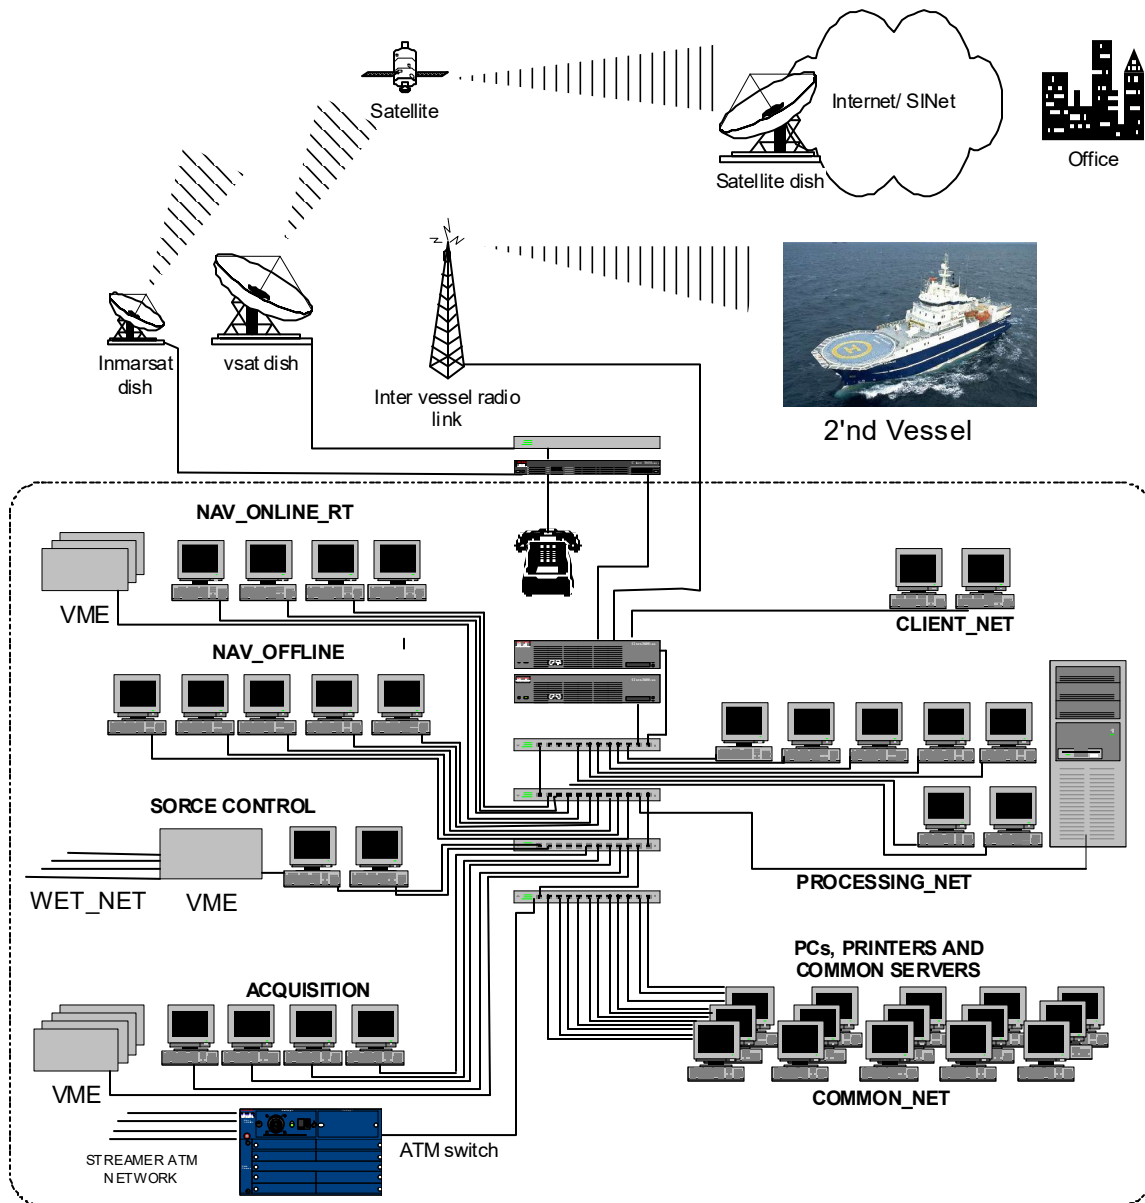 Satellite
Internet/ SINet
Satellite dish
Office
Inmarsat
dish
vsat dish
Inter vessel radio
link
2'nd Vessel
NAV_ONLINE_RT
VME
CLIENT_NET
NAV_OFFLINE
SORCE CONTROL
WET_NET
VME
PROCESSING_NET
PCs, PRINTERS AND
COMMON SERVERS
ACQUISITION
VME
COMMON_NET
ATM switch
STREAMER ATM
NETWORK